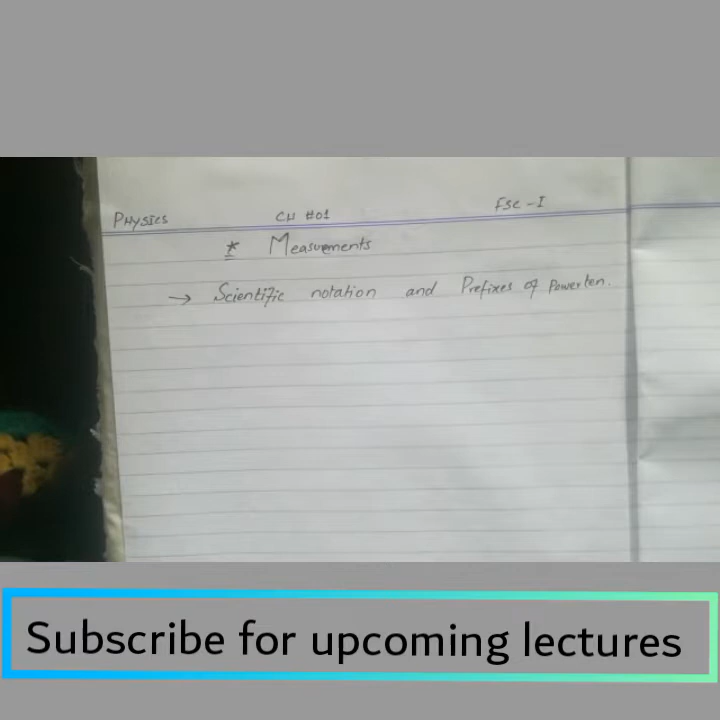 Physics CH #01 FSC-I
* Measurements
→ Scientific notation and Prefixes of Power ten.
Subscribe for upcoming lectures